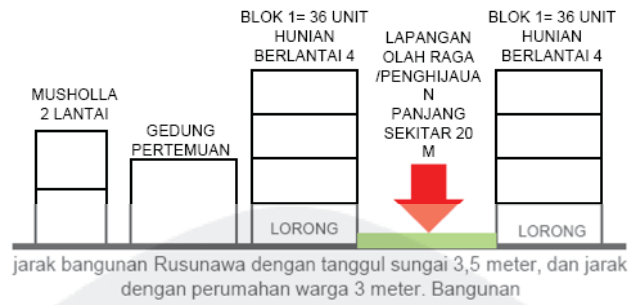 MUSHOLLA
2 LANTAI
GEDUNG
PERTEMUAN
BLOK 1= 36 UNIT
HUNIAN
BERLANTAI 4
LAPANGAN
OLAH RAGA
/PENGHIJAUA
N
PANJANG
SEKITAR 20
M
BLOK 1= 36 UNIT
HUNIAN
BERLANTAI 4
LORONG
LORONG
jarak bangunan Rusunawa dengan tanggul sungai 3,5 meter, dan jarak
dengan perumahan warga 3 meter. Bangunan